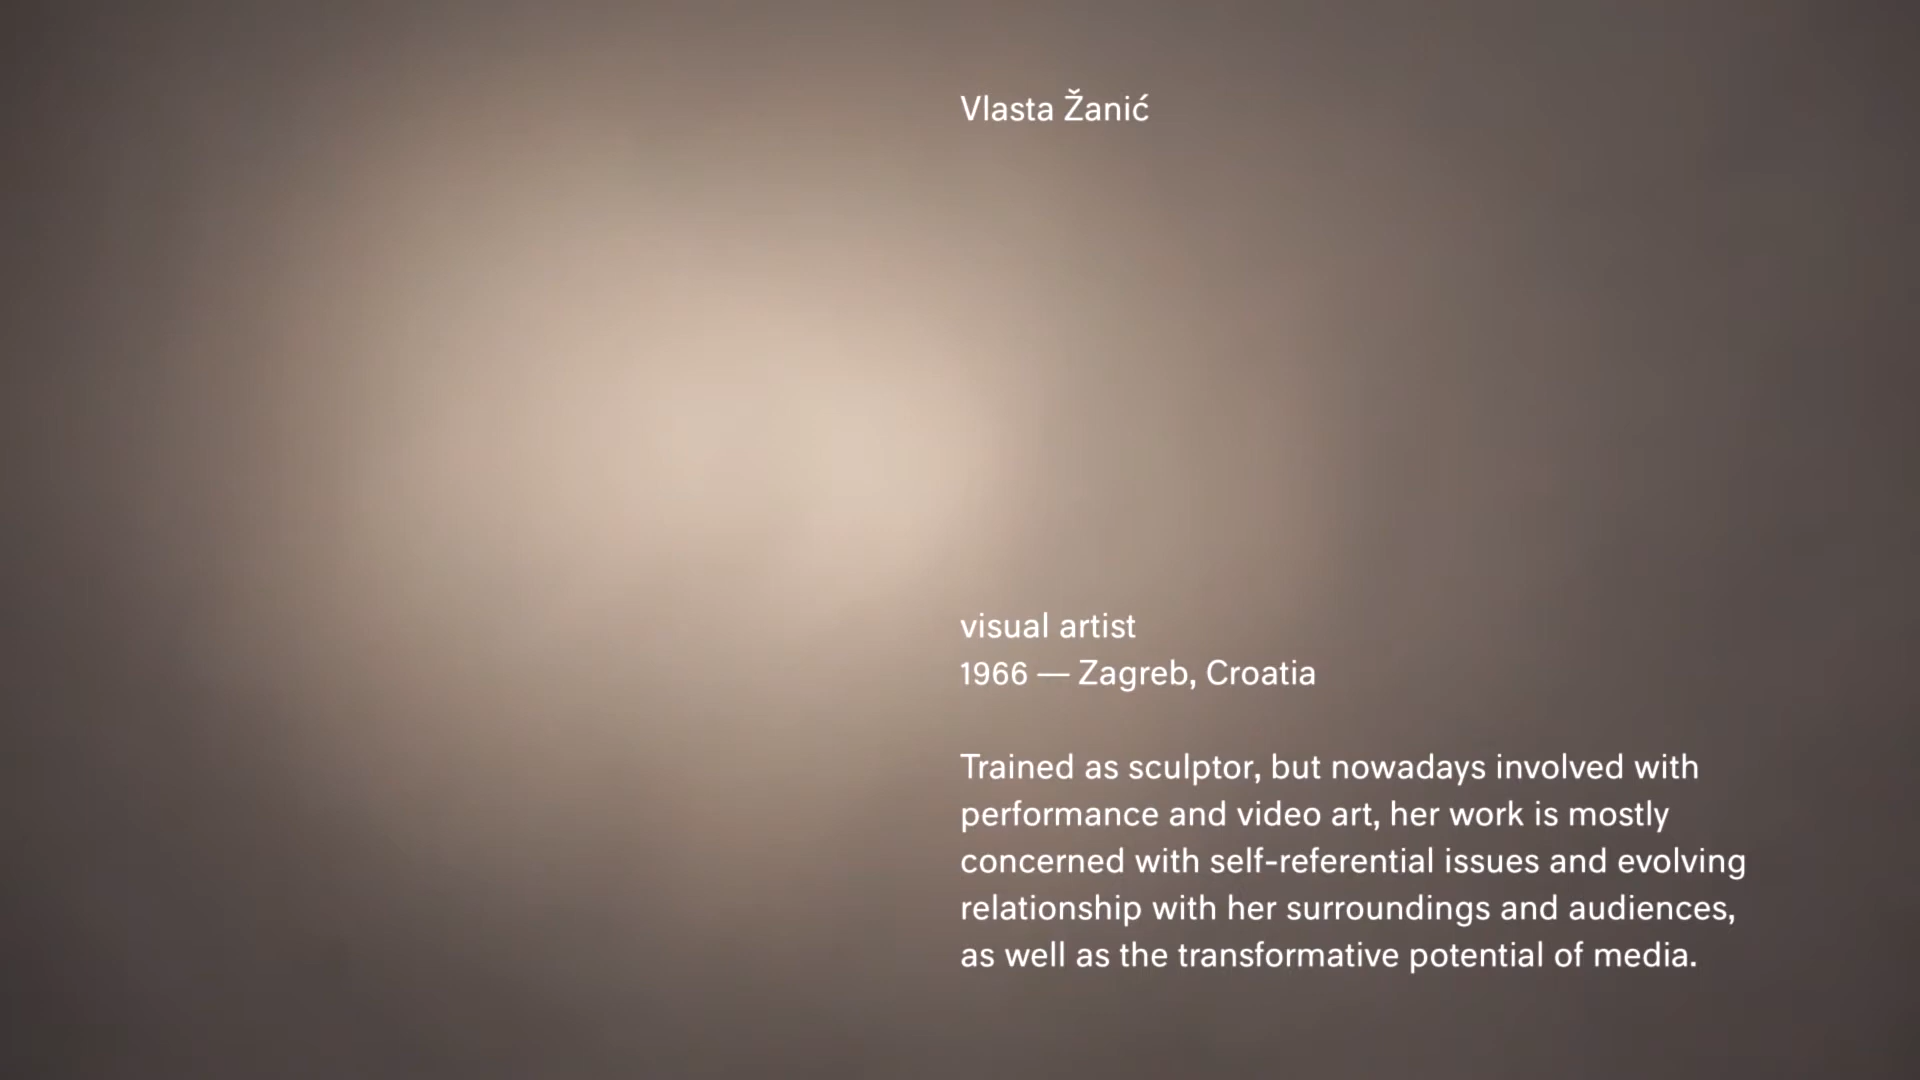 Vlasta Žanić
visual artist
1966 — Zagreb, Croatia
Trained as sculptor, but nowadays involved with
performance and video art, her work is mostly
concerned with self-referential issues and evolving
relationship with her surroundings and audiences,
as well as the transformative potential of media.